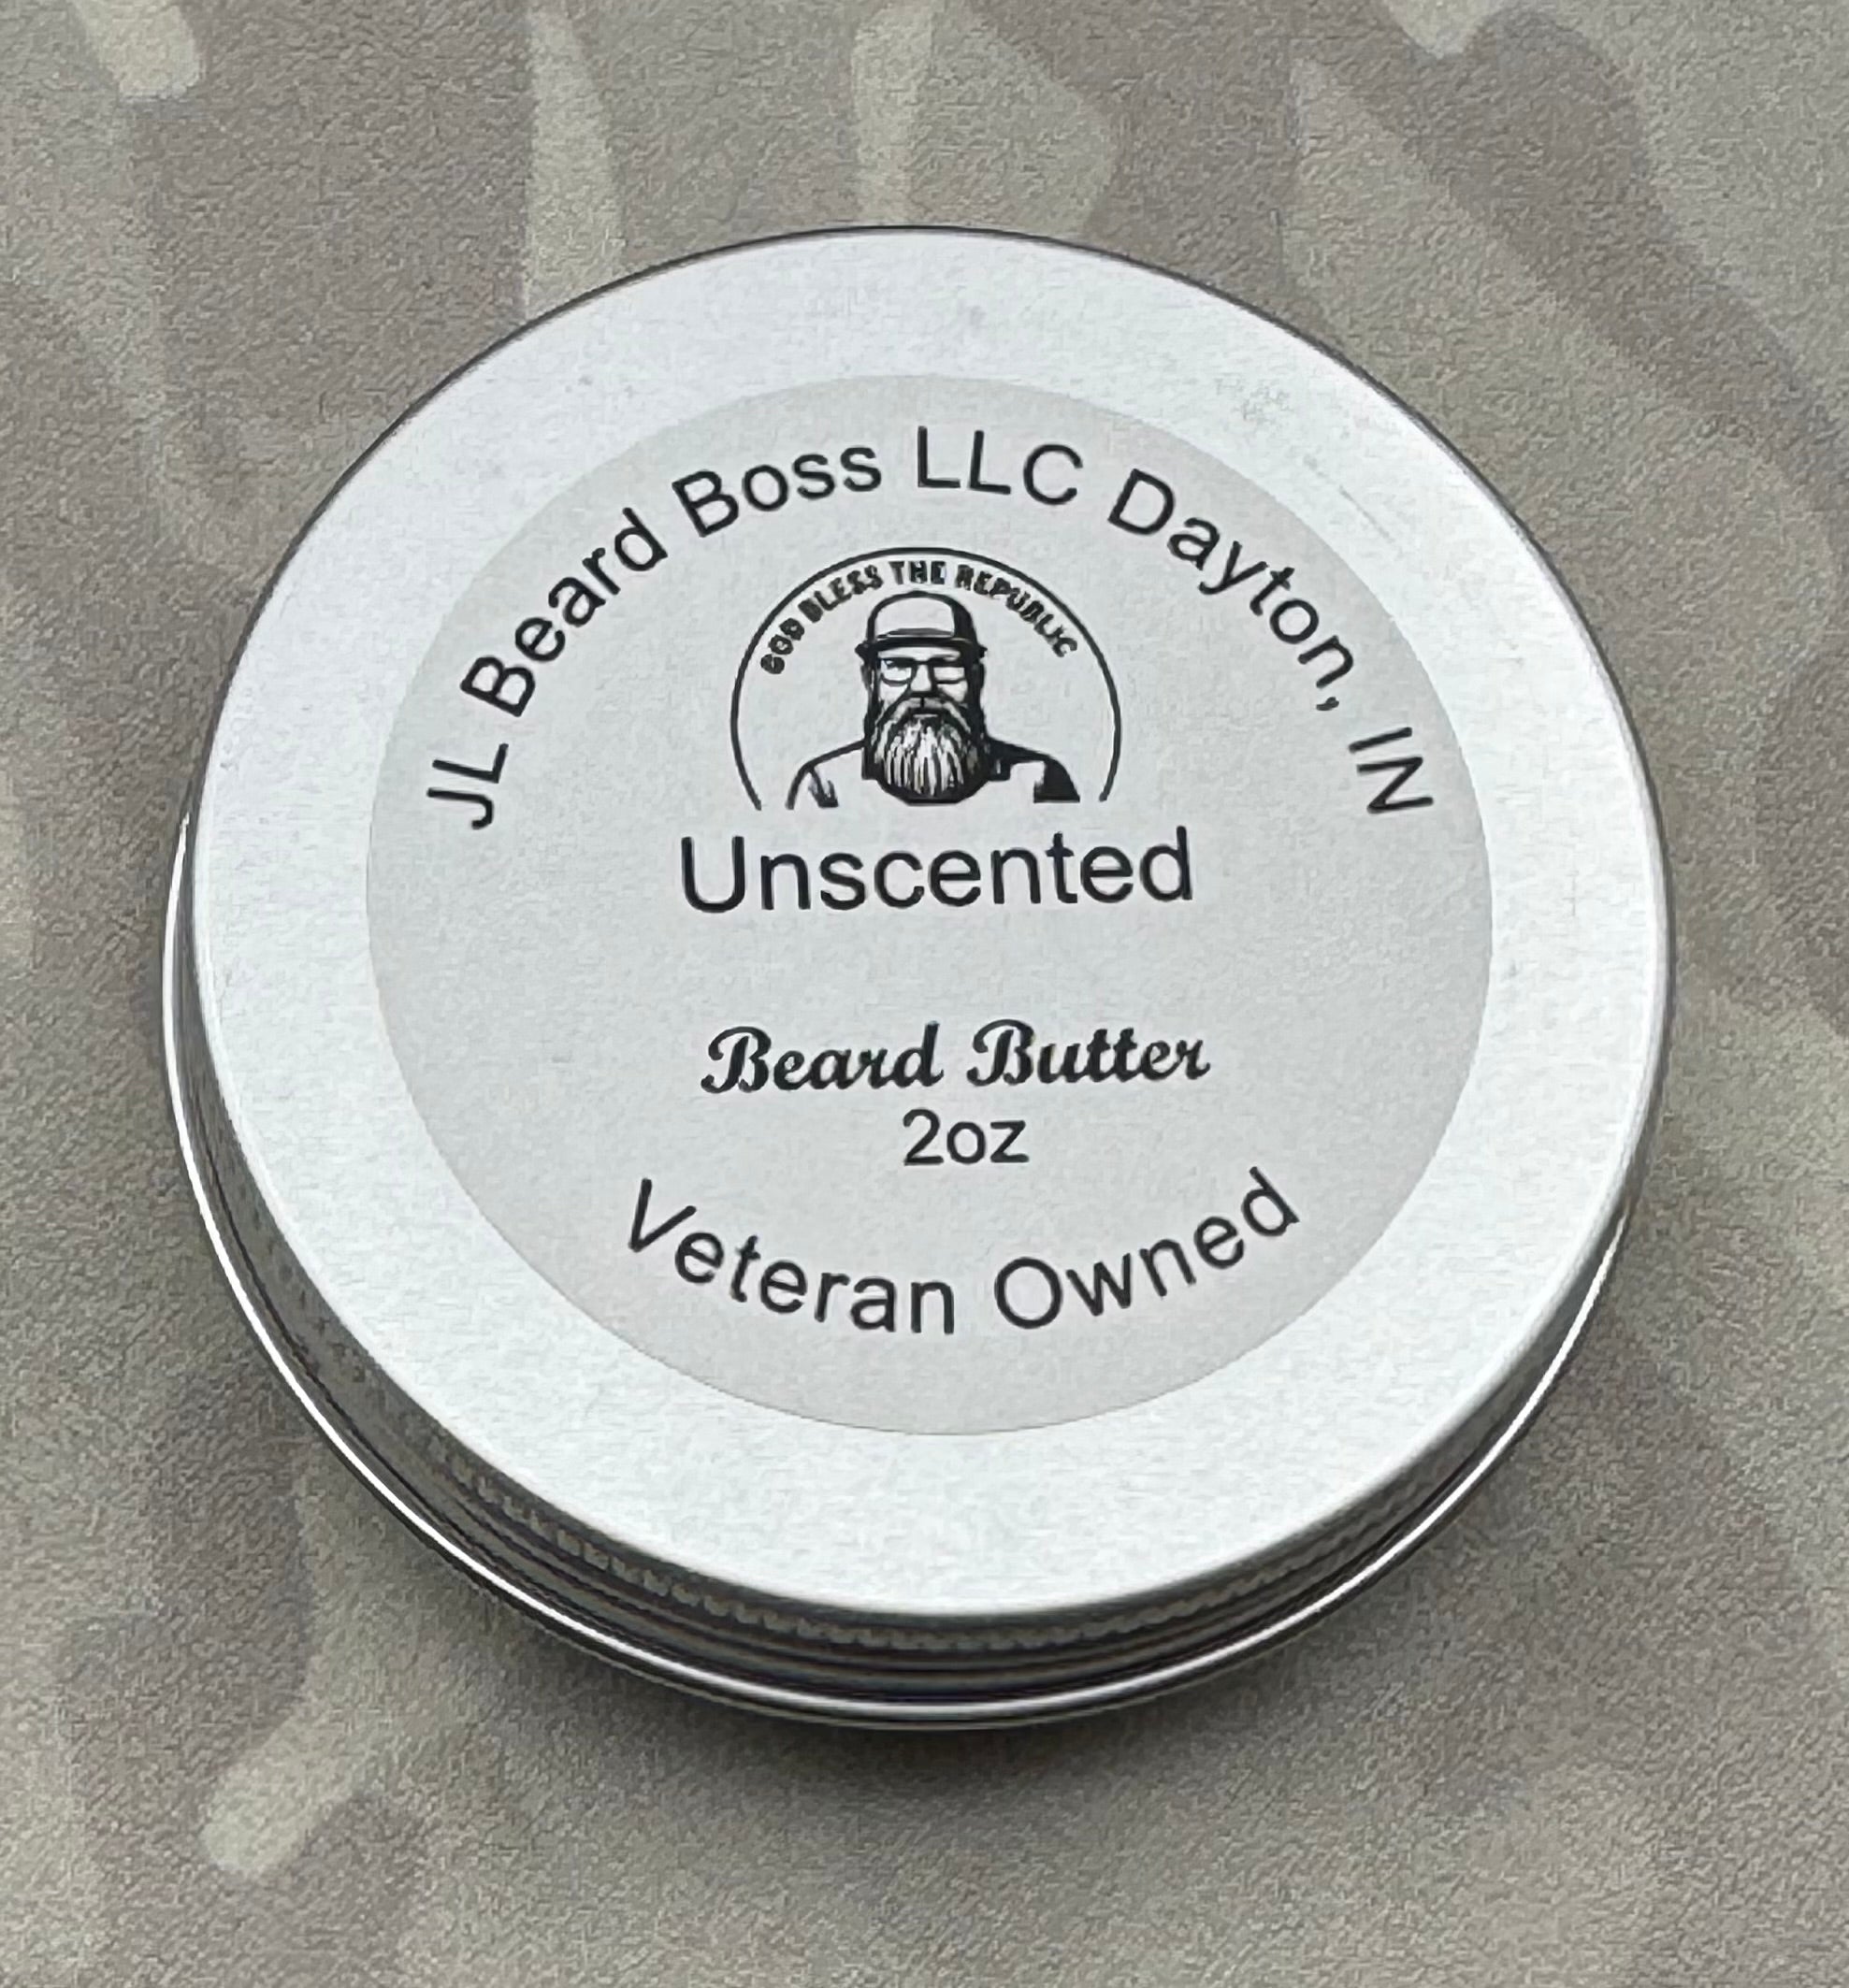 JL Beard Boss LLC Dayton, IN
GOD BLESS THE REPUBLIC
Unscented
Beard Butter
2oz
Veteran Owned